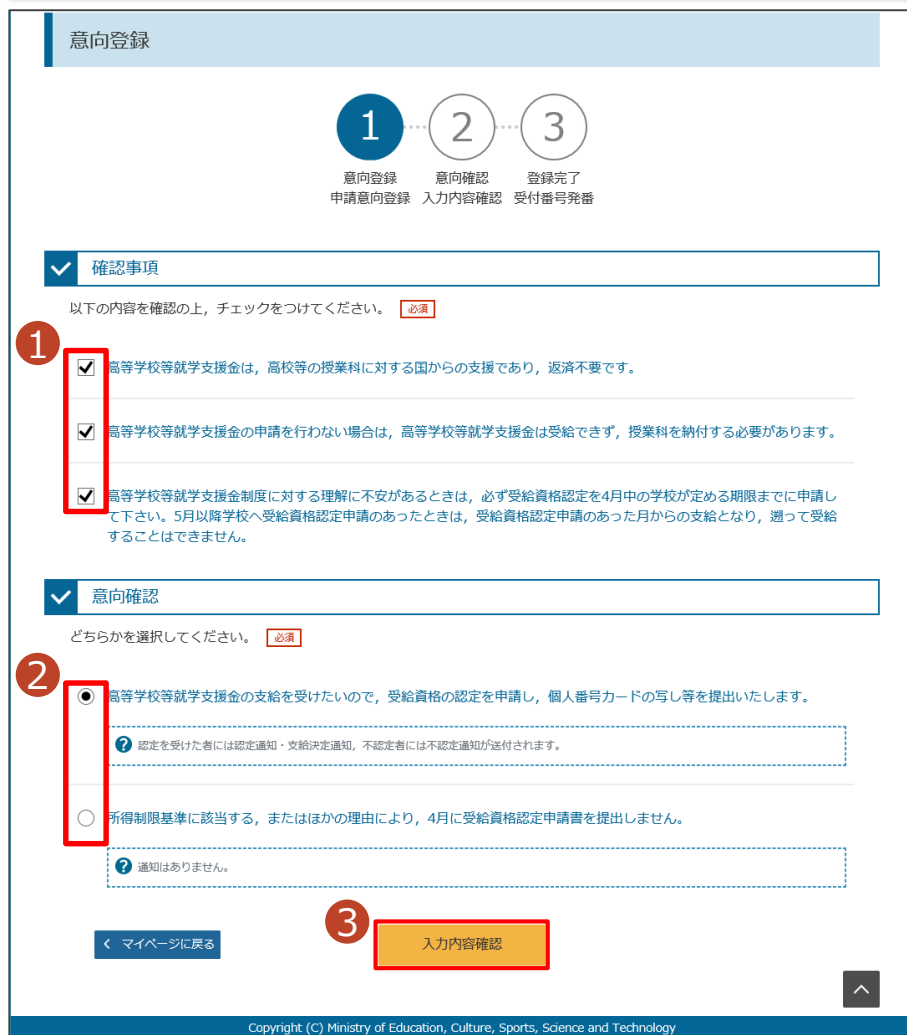 意向登録
1 2 3
意向登録 意向確認 登録完了
申請意向登録 入力内容確認 受付番号発番
確認事項
以下の内容を確認の上，チェックをつけてください。 必須
1
高等学校等就学支援金は，高校等の授業料に対する国からの支援であり，返済不要です。
高等学校等就学支援金の申請を行わない場合は，高等学校等就学支援金は受給できず，授業料を納付する必要があります。
高等学校等就学支援金制度に対する理解に不安があるときは，必ず受給資格認定を4月中の学校が定める期限までに申請し
て下さい。5月以降学校へ受給資格認定申請のあったときは，受給資格認定申請のあった月からの支給となり，遡って受給
することはできません。
意向確認
どちらかを選択してください。 必須
2
高等学校等就学支援金の支給を受けたいので，受給資格の認定を申請し，個人番号カードの写し等を提出いたします。
? 認定を受けた者には認定通知・支給決定通知，不認定者には不認定通知が送付されます。
所得制限基準に該当する，またはほかの理由により，4月に受給資格認定申請書を提出しません。
? 通知はありません。
3
マイページに戻る 入力内容確認
Copyright (C) Ministry of Education, Culture, Sports, Science and Technology